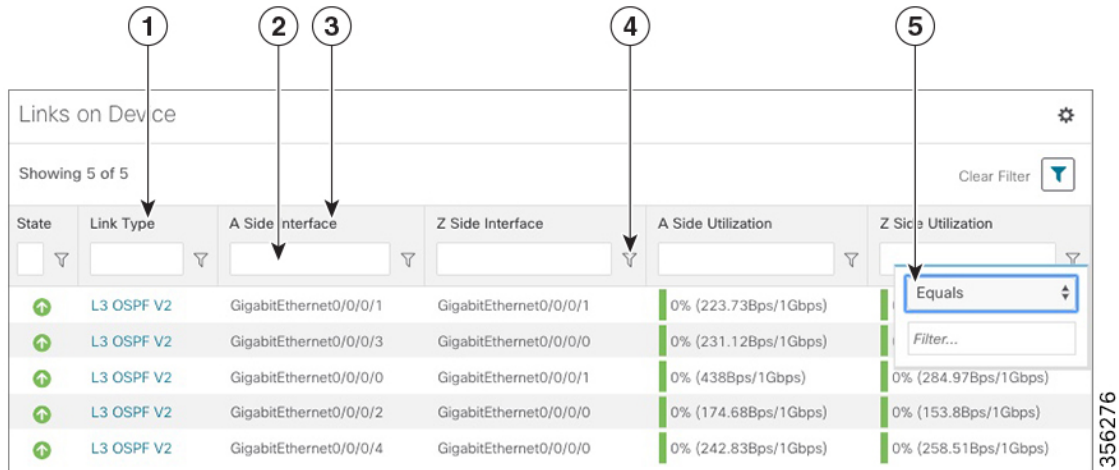 1 2 3 4 5
Links on Device
Showing 5 of 5 Clear Filter
State Link Type A Side Interface Z Side Interface A Side Utilization Z Side Utilization
Equals
Filter...
L3 OSPF V2 GigabitEthernet0/0/0/1 GigabitEthernet0/0/0/1 0% (223.73Bps/1Gbps)
L3 OSPF V2 GigabitEthernet0/0/0/3 GigabitEthernet0/0/0/0 0% (231.12Bps/1Gbps)
L3 OSPF V2 GigabitEthernet0/0/0/0 GigabitEthernet0/0/0/1 0% (438Bps/1Gbps) 0% (284.97Bps/1Gbps)
L3 OSPF V2 GigabitEthernet0/0/0/2 GigabitEthernet0/0/0/0 0% (174.68Bps/1Gbps) 0% (153.8Bps/1Gbps)
L3 OSPF V2 GigabitEthernet0/0/0/4 GigabitEthernet0/0/0/0 0% (242.83Bps/1Gbps) 0% (258.51Bps/1Gbps)
356276